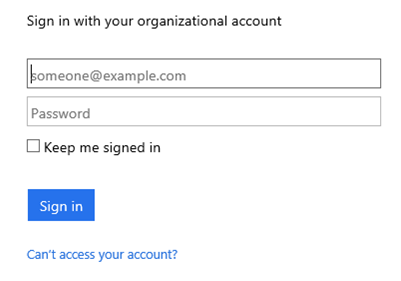 Sign in with your organizational account
someone@example.com
Password
Keep me signed in
Sign in
Can't access your account?